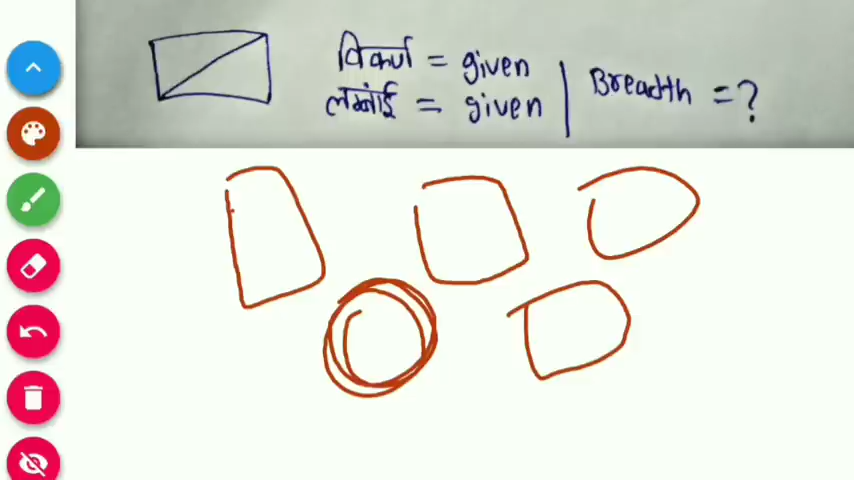 विकर्ण = given
लम्बाई = given
Breadth = ?